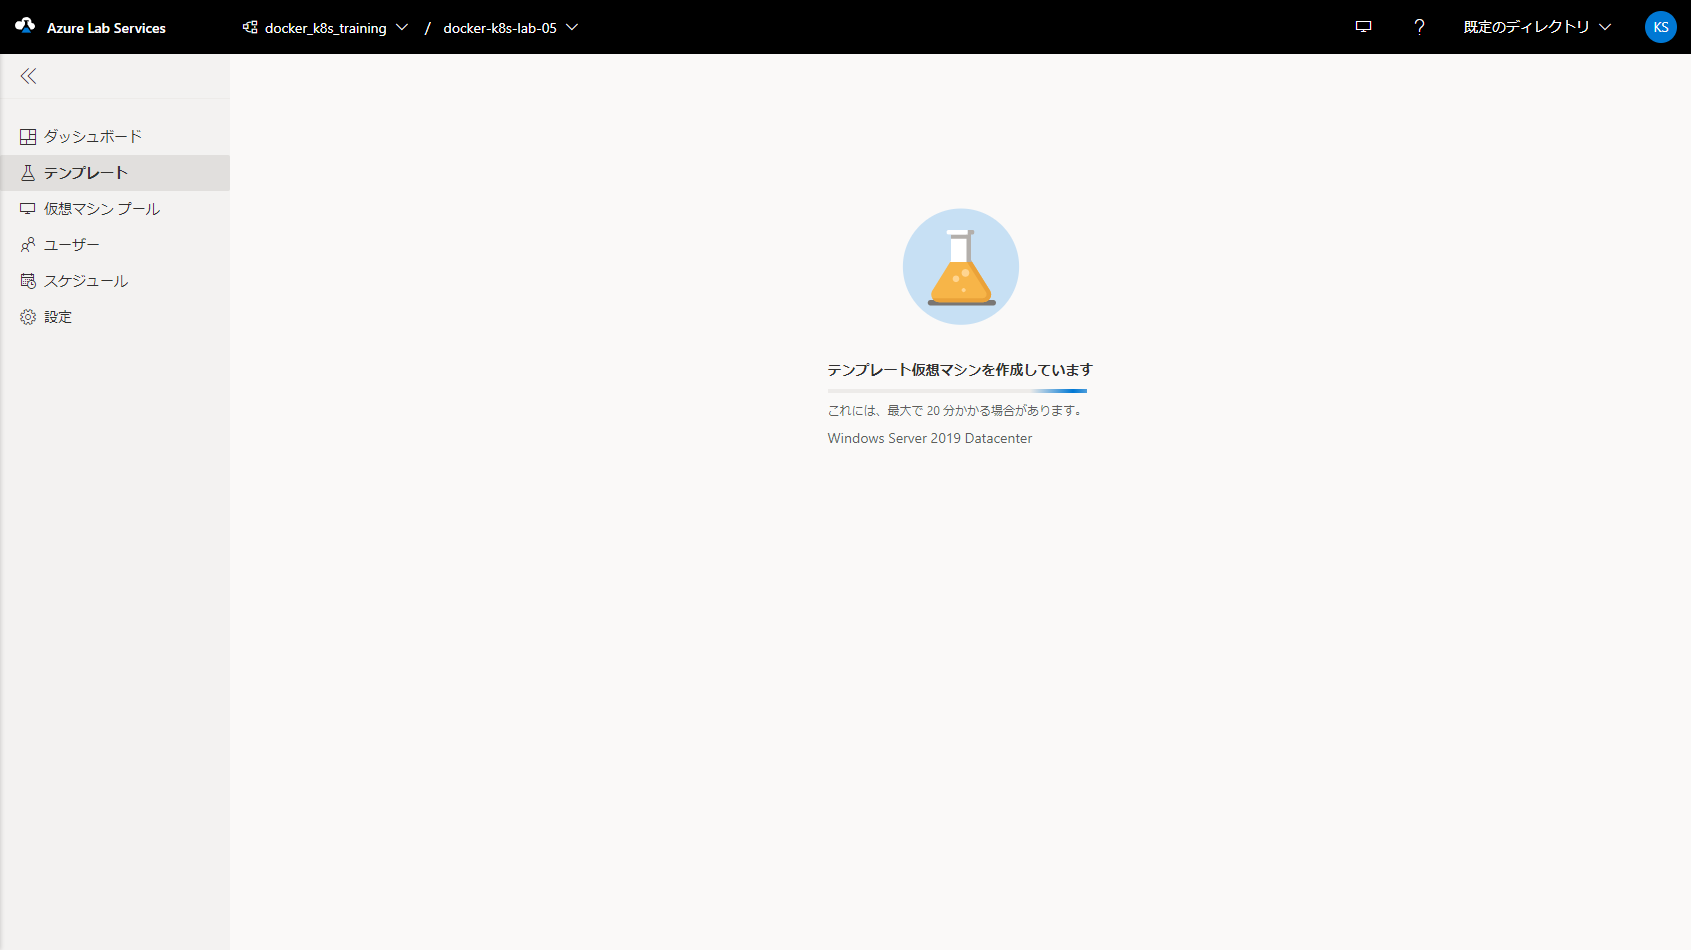 Azure Lab Services
docker_k8s_training / docker-k8s-lab-05
? 既定のディレクトリ KS
ダッシュボード
テンプレート
仮想マシン プール
ユーザー
スケジュール
設定
テンプレート仮想マシンを作成しています
これには、最大で 20 分かかる場合があります。
Windows Server 2019 Datacenter